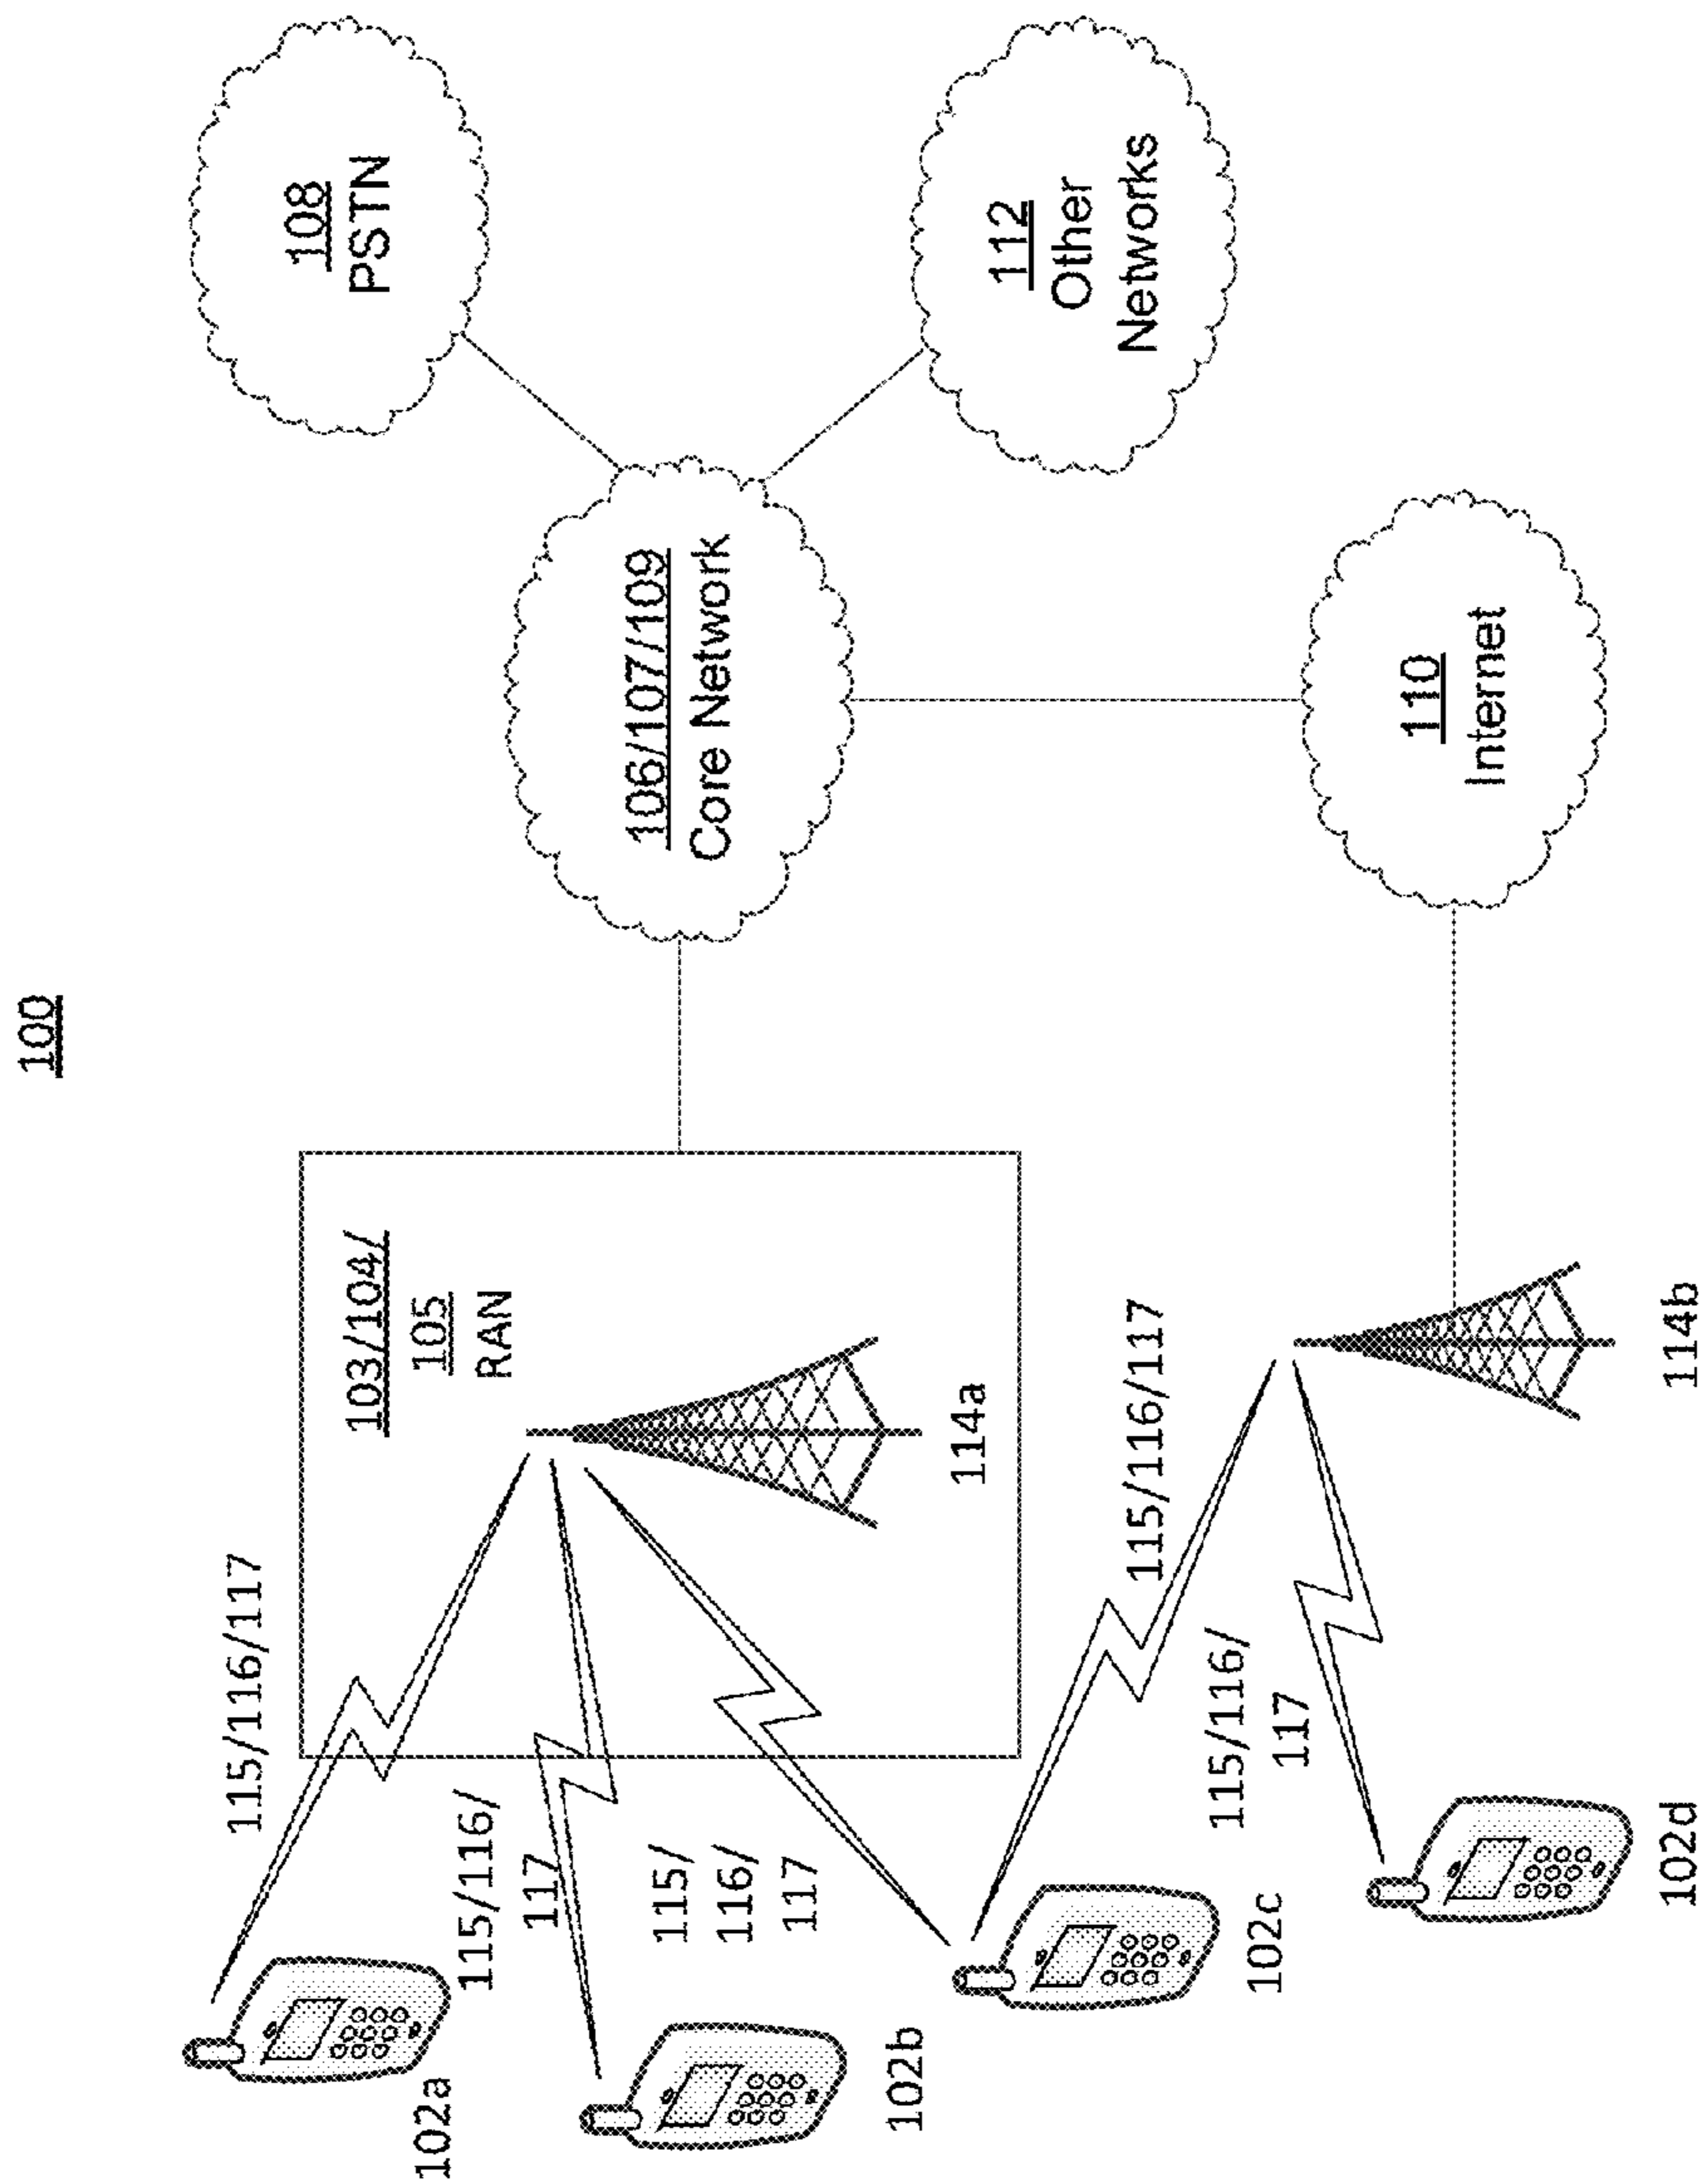 100
115/116/117
102a
103/104/
105
RAN
114a
115/116/
117
102b
115/
116/
117
102c
106/107/109
Core Network
108
PSTN
112
Other
Networks
115/116/117
115/116/
117
102d
114b
110
Internet